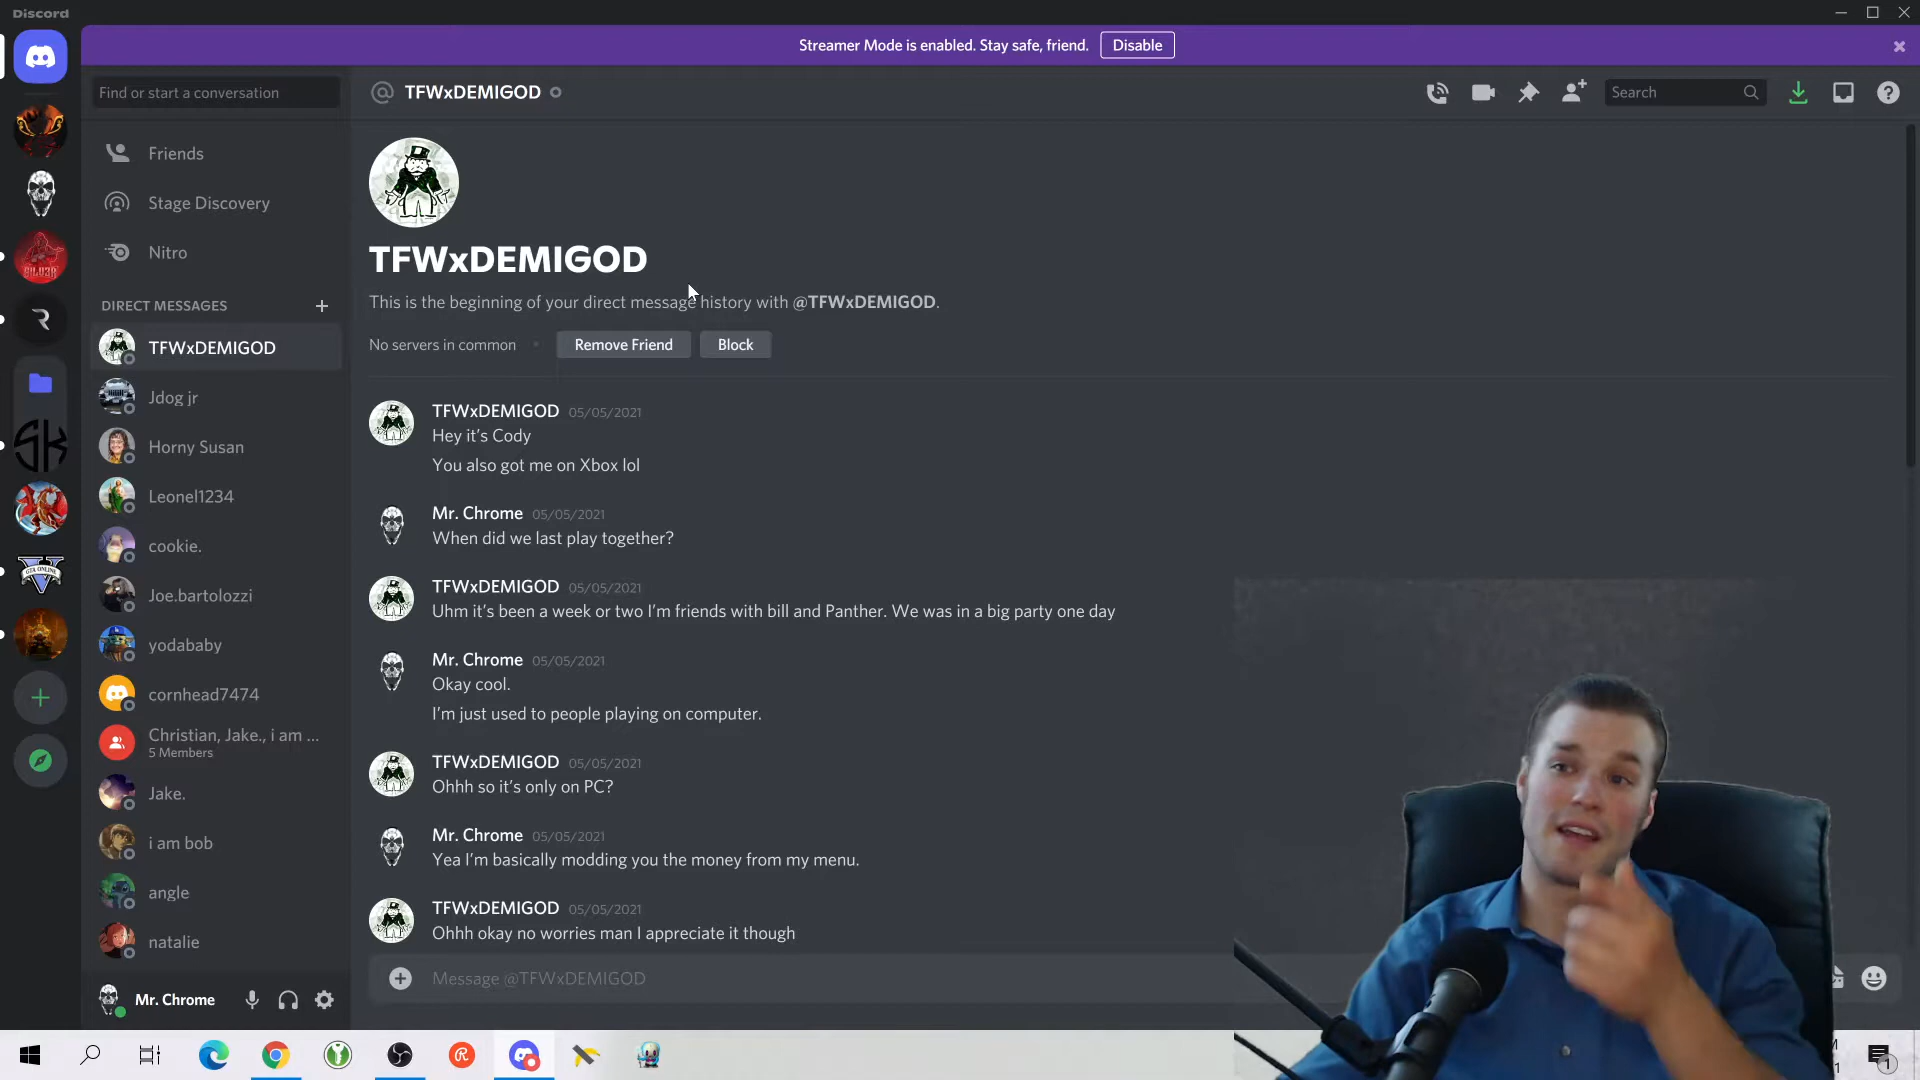 Discord
Streamer Mode is enabled. Stay safe, friend.
Disable
Find or start a conversation
TFWxDEMIGOD
Search
Friends
Stage Discovery
Nitro
DIRECT MESSAGES
TFWxDEMIGOD
Jdog jr
Horny Susan
Leonel1234
cookie.
Joe.bartolozzi
yodababy
cornhead7474
Christian, Jake., i am ...
5 Members
Jake.
i am bob
angle
natalie
Mr. Chrome
TFWxDEMIGOD
This is the beginning of your direct message history with @TFWxDEMIGOD.
No servers in common
Remove Friend
Block
TFWxDEMIGOD 05/05/2021
Hey it's Cody
You also got me on Xbox lol
Mr. Chrome 05/05/2021
When did we last play together?
TFWxDEMIGOD 05/05/2021
Uhm it's been a week or two I'm friends with bill and Panther. We was in a big party one day
Mr. Chrome 05/05/2021
Okay cool.
I'm just used to people playing on computer.
TFWxDEMIGOD 05/05/2021
Ohhh so it's only on PC?
Mr. Chrome 05/05/2021
Yea I'm basically modding you the money from my menu.
TFWxDEMIGOD 05/05/2021
Ohhh okay no worries man I appreciate it though
Message @TFWxDEMIGOD